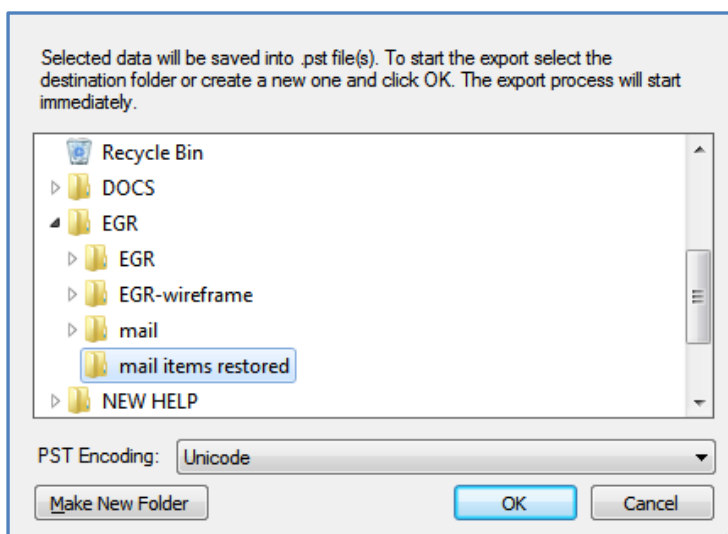 Selected data will be saved into .pst file(s). To start the export select the
destination folder or create a new one and click OK. The export process will start
immediately.
Recycle Bin
DOCS
EGR
EGR
EGR-wireframe
mail
mail items restored
NEW HELP
PST Encoding: Unicode
Make New Folder OK Cancel